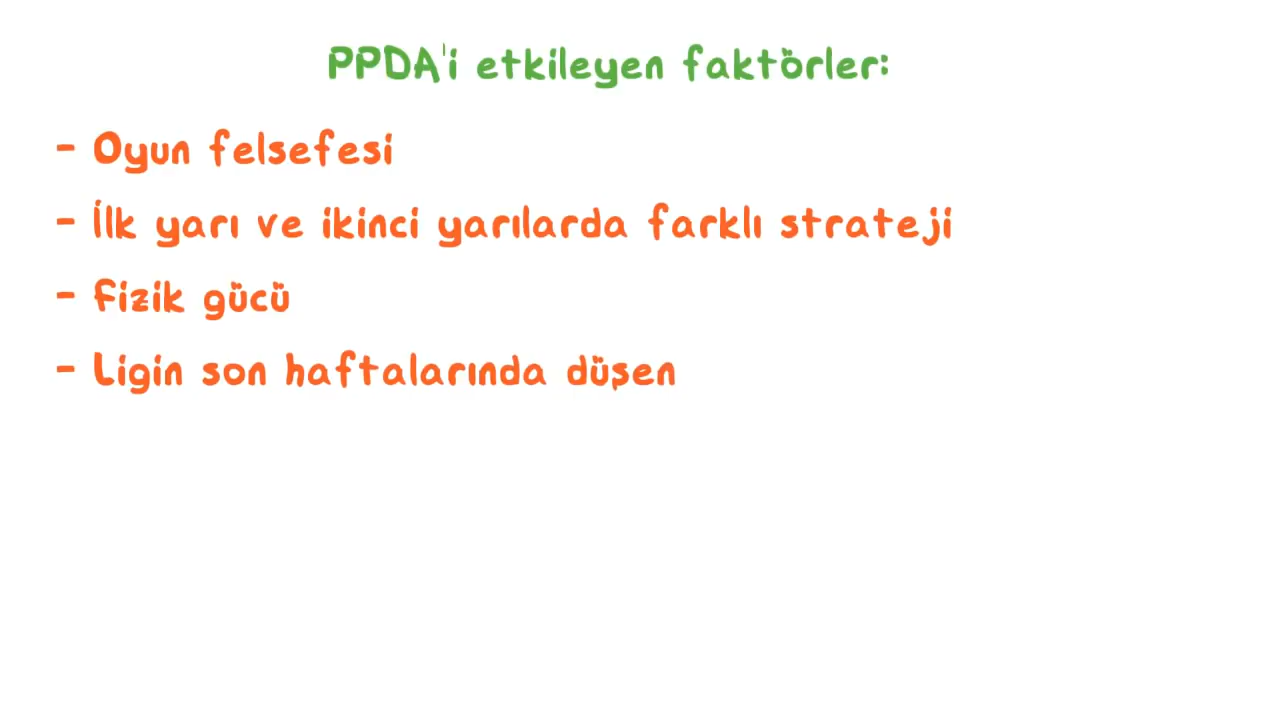 PPDA'i etkileyen faktörler:
- Oyun felsefesi
- İlk yarı ve ikinci yarılarda farklı strateji
- Fizik gücü
- Ligin son haftalarında düşen